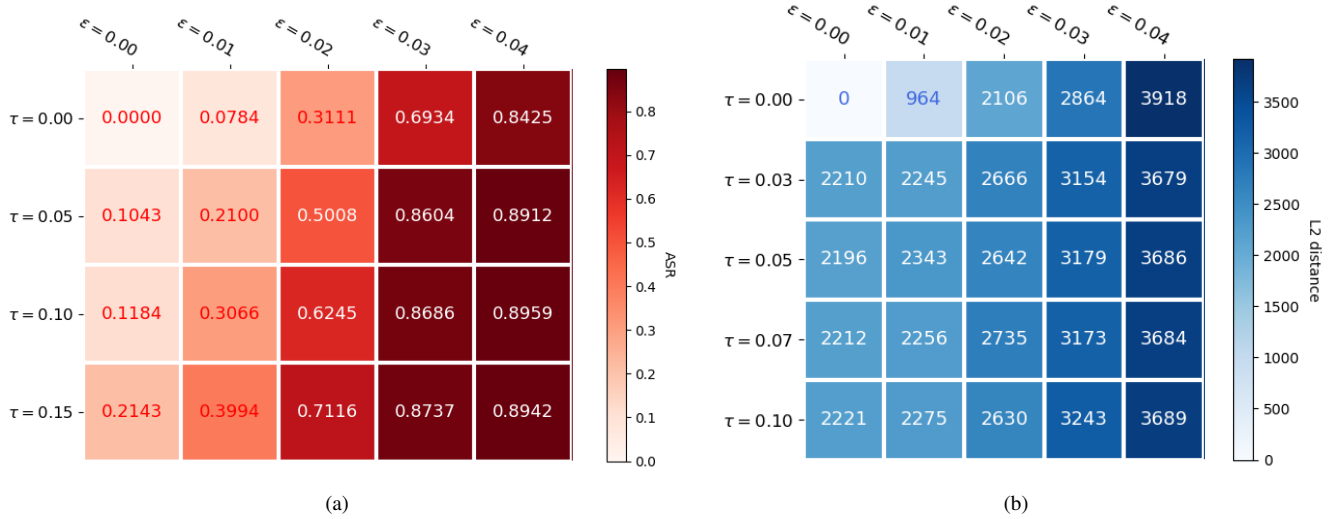 ε = 0.00 ε = 0.01 ε = 0.02 ε = 0.03 ε = 0.04
τ = 0.00 0.0000 0.0784 0.3111 0.6934 0.8425
τ = 0.05 0.1043 0.2100 0.5008 0.8604 0.8912
τ = 0.10 0.1184 0.3066 0.6245 0.8686 0.8959
τ = 0.15 0.2143 0.3994 0.7116 0.8737 0.8942
0.8
0.7
0.6
0.5
0.4
0.3
0.2
0.1
0.0
ASR
(a)
ε = 0.00 ε = 0.01 ε = 0.02 ε = 0.03 ε = 0.04
τ = 0.00 0 964 2106 2864 3918
τ = 0.03 2210 2245 2666 3154 3679
τ = 0.05 2196 2343 2642 3179 3686
τ = 0.07 2212 2256 2735 3173 3684
τ = 0.10 2221 2275 2630 3243 3689
3500
3000
2500
2000
1500
1000
500
0
L2 distance
(b)